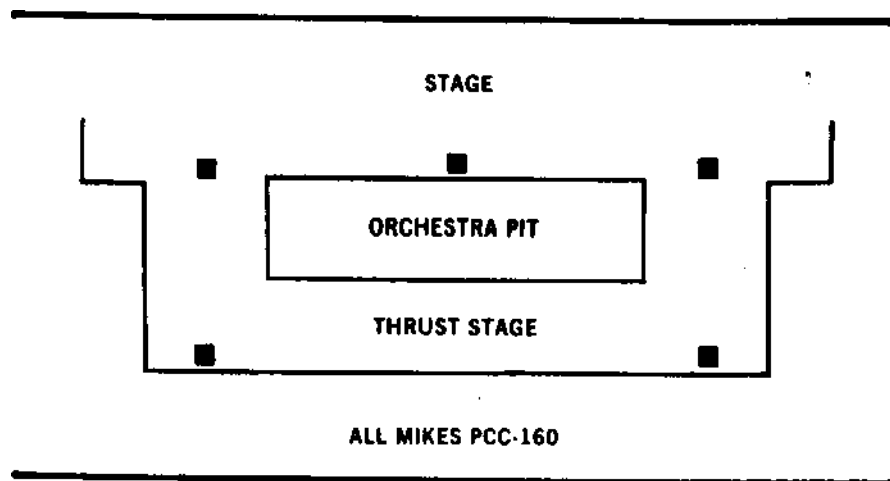 STAGE
ORCHESTRA PIT
THRUST STAGE
ALL MIKES PCC-160